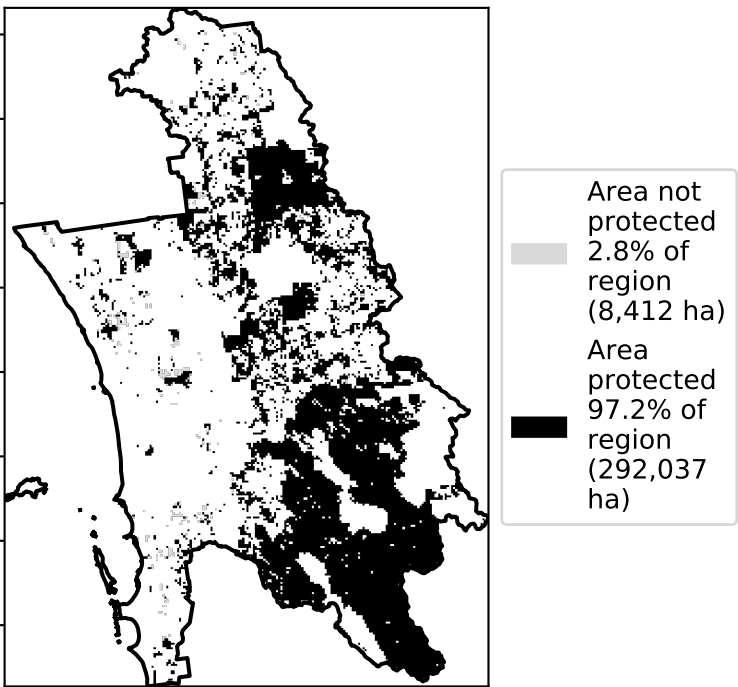 Area not
protected
2.8% of
region
(8,412 ha)
Area
protected
97.2% of
region
(292,037
ha)